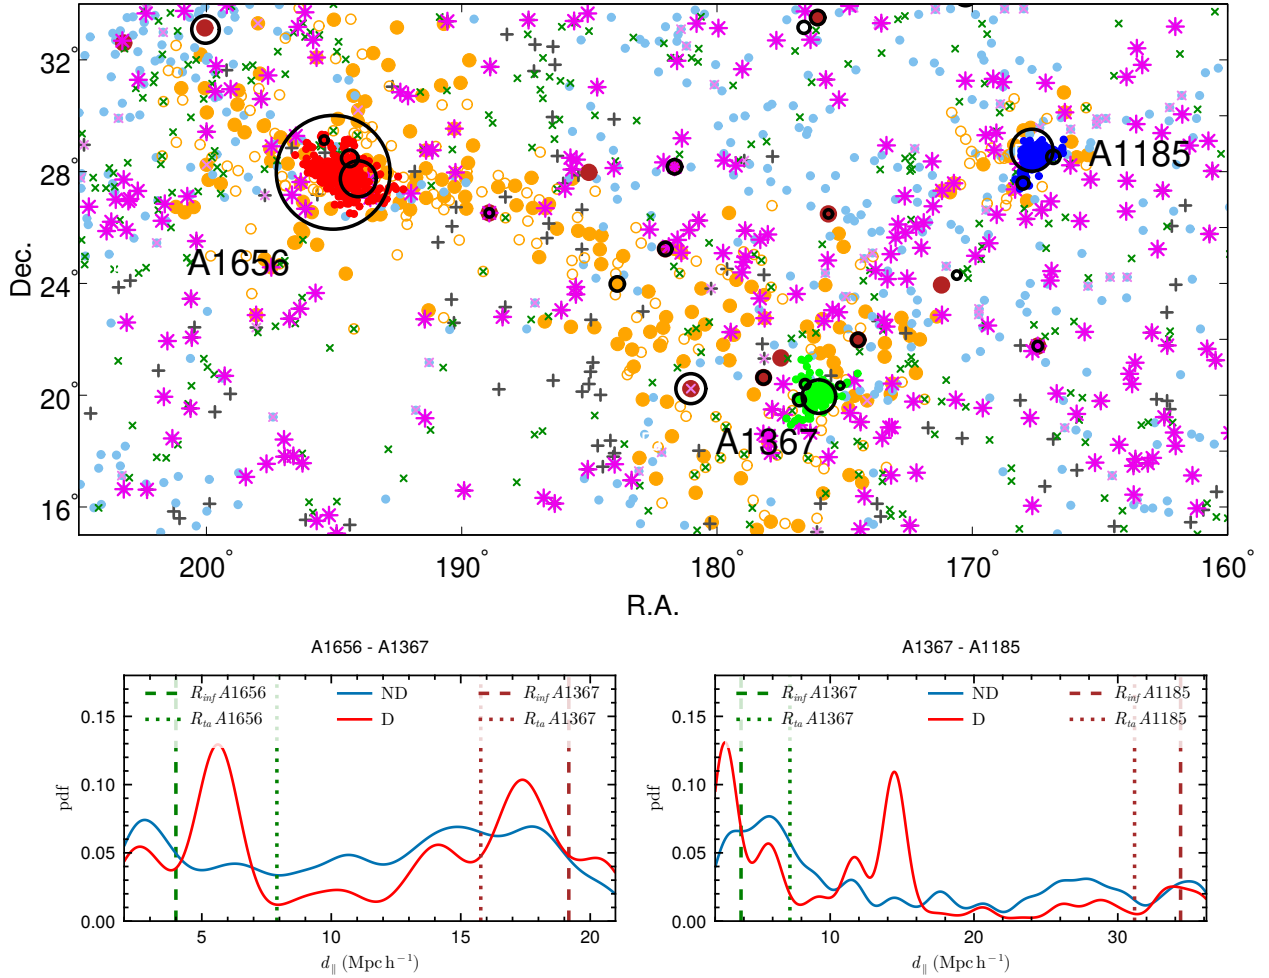 32°
28°
24°
20°
16°
Dec.
A1656
A1185
A1367
200° 190° 180° 170° 160°
R.A.
A1656 - A1367
R_inf A1656 ND R_inf A1367
R_ta A1656 D R_ta A1367
0.15
0.10
0.05
0.00
pdf
5 10 15 20
d_∥ (Mpc h⁻¹)
A1367 - A1185
R_inf A1367 ND R_inf A1185
R_ta A1367 D R_ta A1185
0.15
0.10
0.05
0.00
pdf
10 20 30
d_∥ (Mpc h⁻¹)